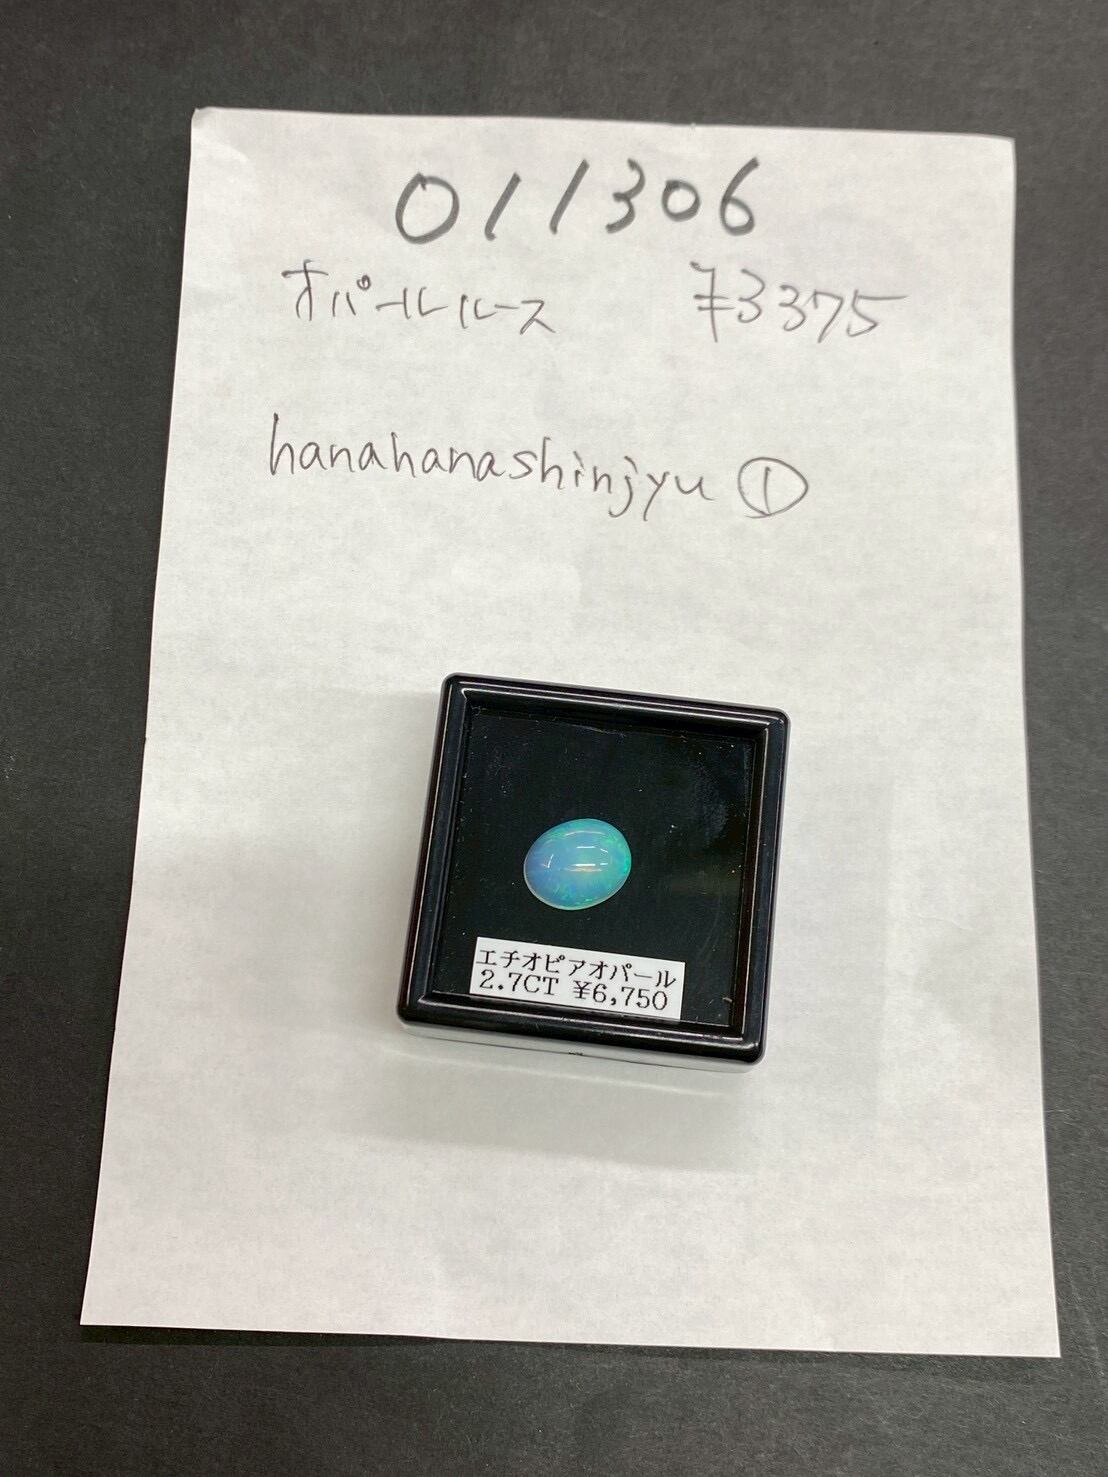 011306
オパールルース ¥3375
hanahanashinjyu ①
エチオピアオパール
2.7CT ¥6,750